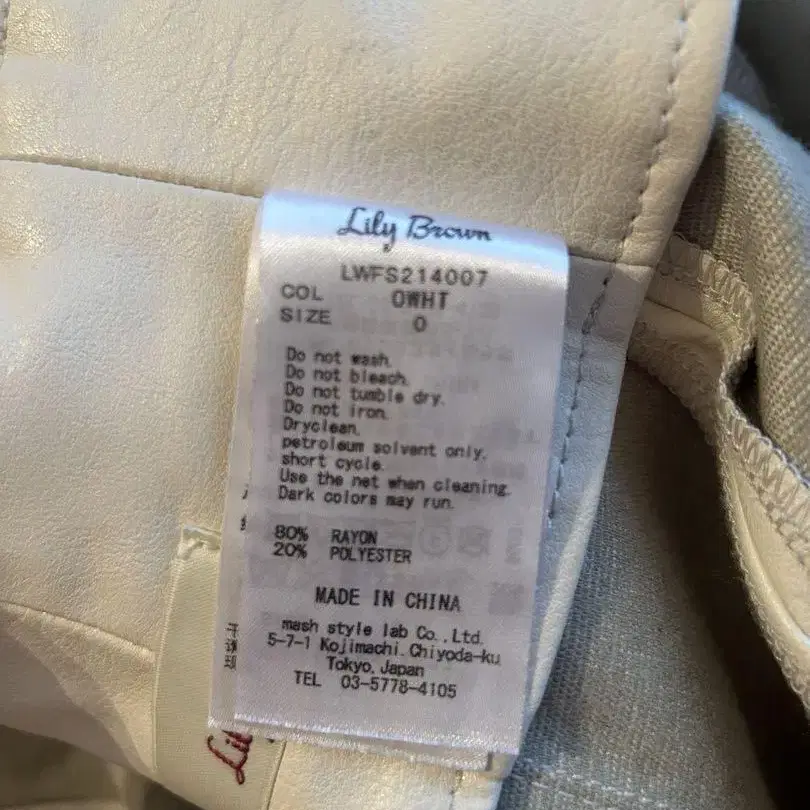 Lily Brown
LWFS214007
COL OWHT
SIZE 0
Do not wash.
Do not bleach.
Do not tumble dry.
Do not iron.
Dryclean,
petroleum solvent only,
short cycle.
Use the net when cleaning.
Dark colors may run.
80% RAYON
20% POLYESTER
MADE IN CHINA
mash style lab Co.,Ltd.
5-7-1 Kojimachi.Chiyoda-ku
Tokyo,Japan
TEL 03-5778-4105
Lil